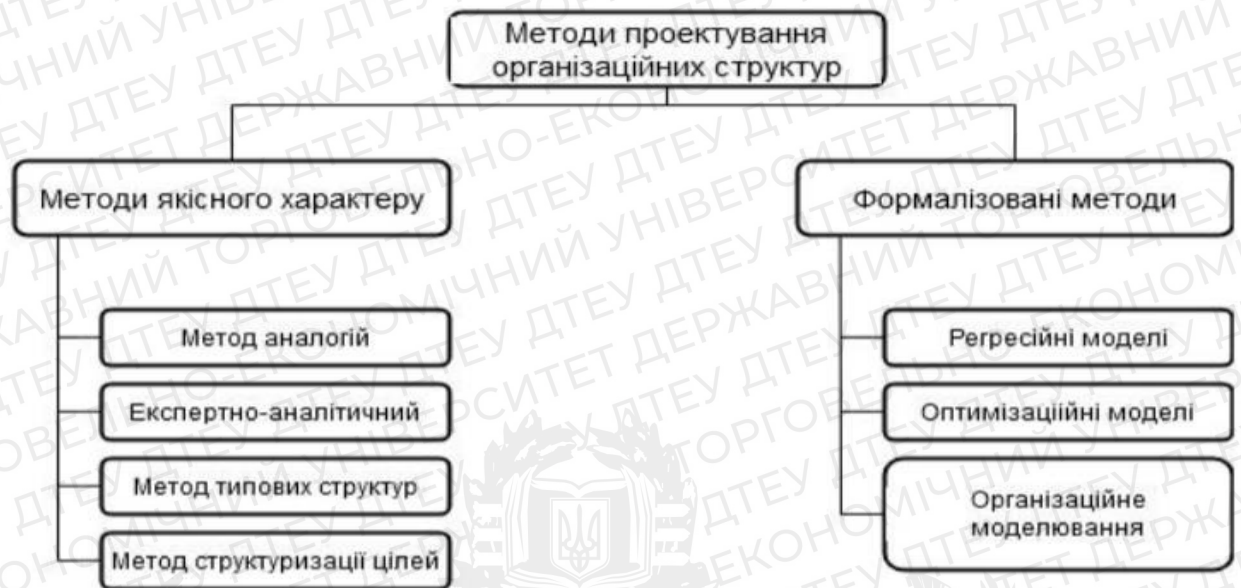 Методи проектування
організаційних структур
Методи якісного характеру
Формалізовані методи
Метод аналогій
Експертно-аналітичний
Метод типових структур
Метод структуризації цілей
Регресійні моделі
Оптимізаціійні моделі
Організаційне
моделювання